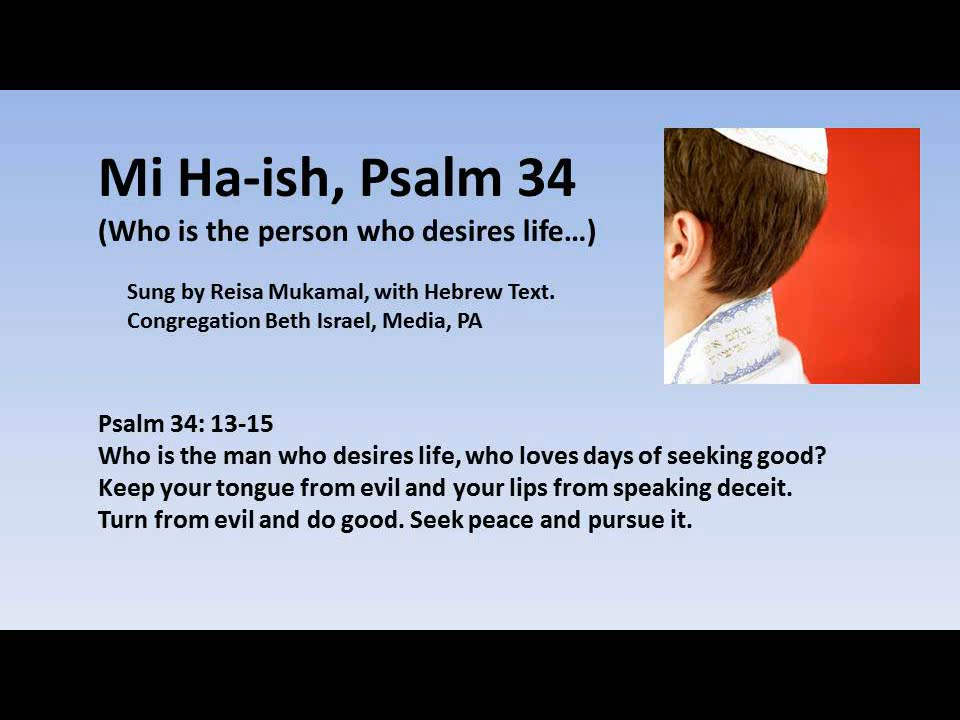 Mi Ha-ish, Psalm 34
(Who is the person who desires life...)
Sung by Reisa Mukamal, with Hebrew Text.
Congregation Beth Israel, Media, PA
Psalm 34: 13-15
Who is the man who desires life, who loves days of seeking good?
Keep your tongue from evil and your lips from speaking deceit.
Turn from evil and do good. Seek peace and pursue it.